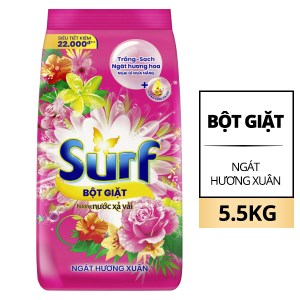 SIÊU TIẾT KIỆM
22.000đ**
Trắng-Sạch
Ngát hương hoa
Surf
BỘT GIẶT
hương nước xả vải
NGÁT HƯƠNG XUÂN
BỘT GIẶT
NGÁT
HƯƠNG XUÂN
5.5KG